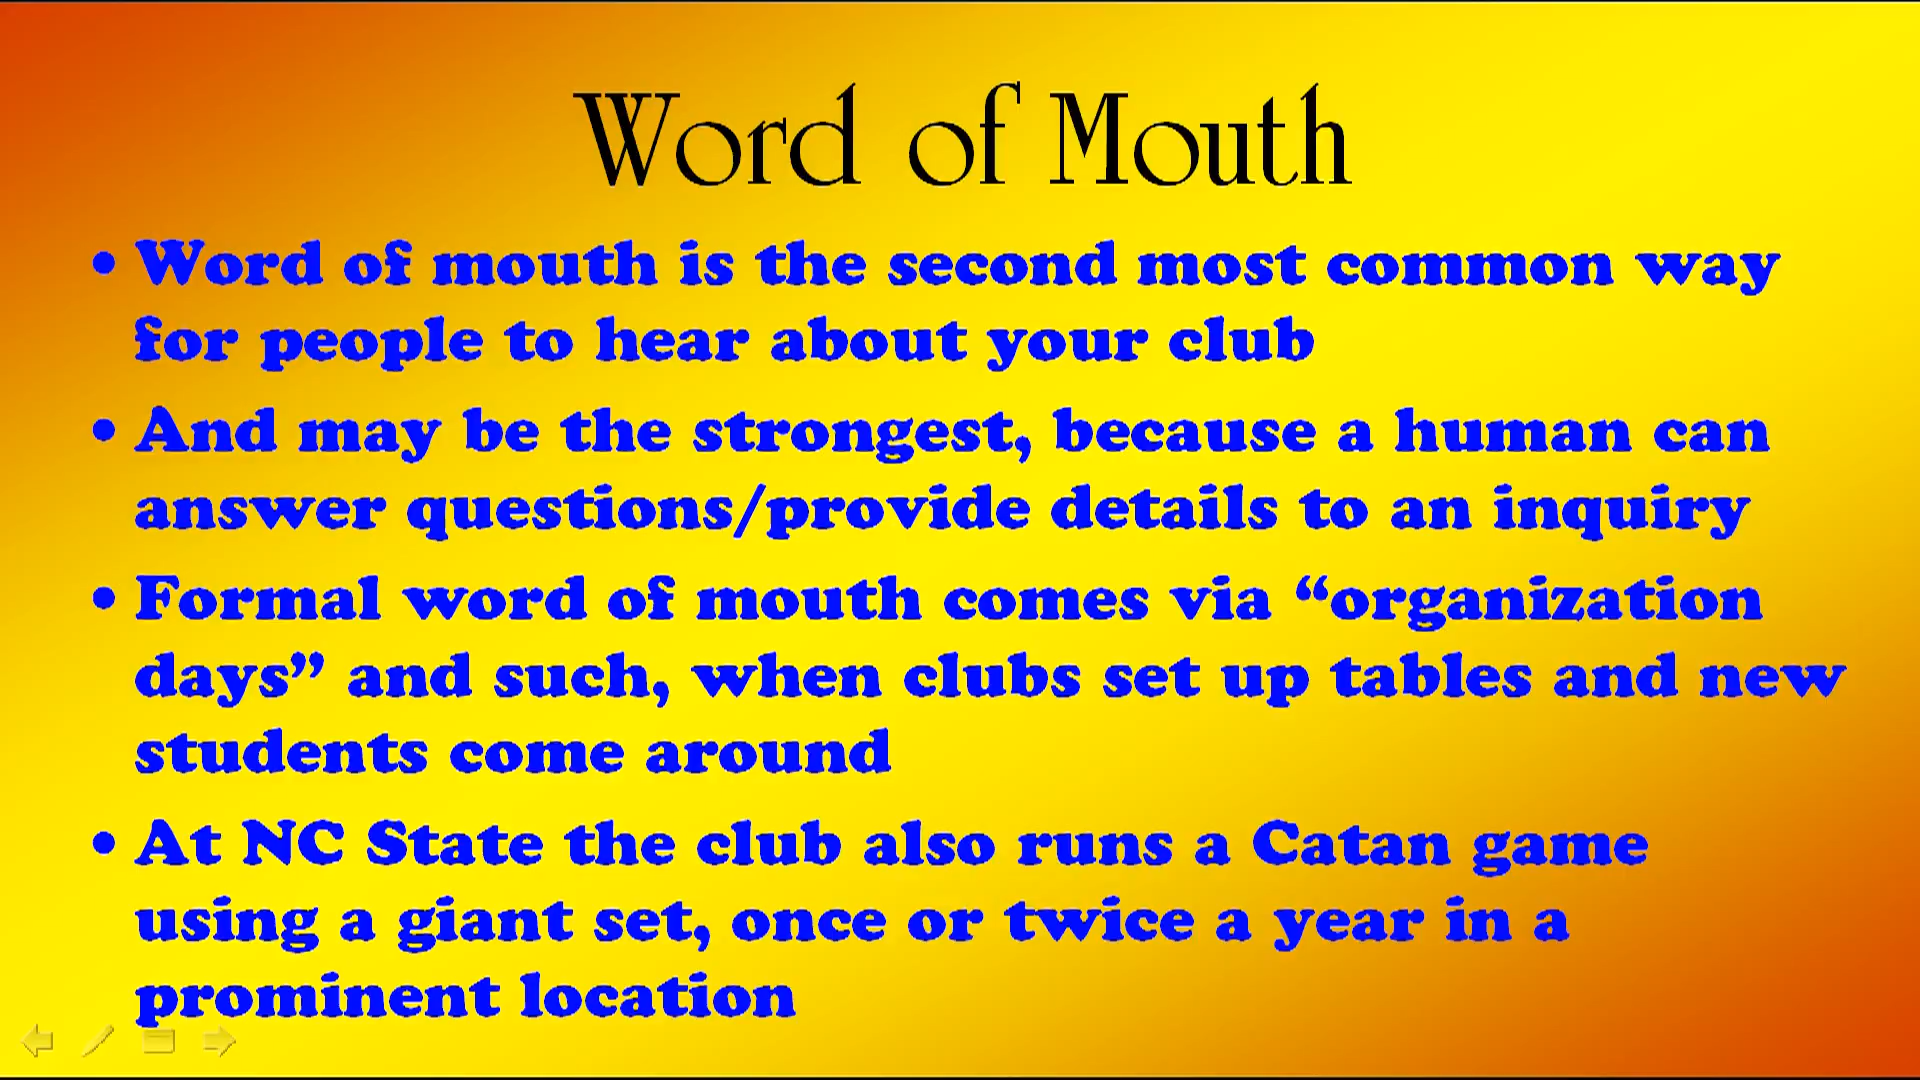 Word of Mouth
• Word of mouth is the second most common way
for people to hear about your club
• And may be the strongest, because a human can
answer questions/provide details to an inquiry
• Formal word of mouth comes via “organization
days” and such, when clubs set up tables and new
students come around
• At NC State the club also runs a Catan game
using a giant set, once or twice a year in a
prominent location